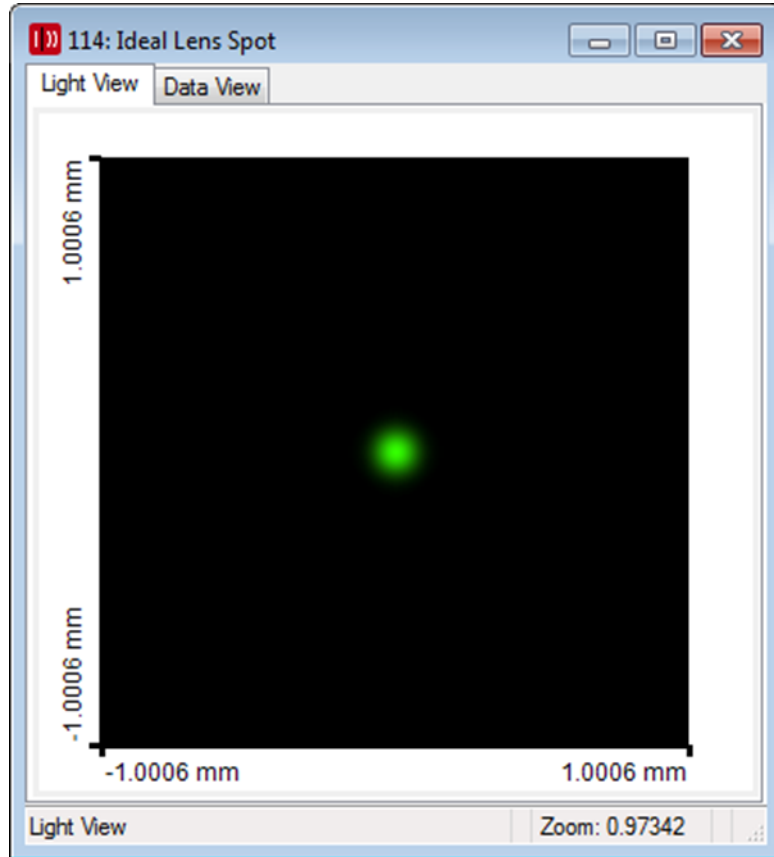 114: Ideal Lens Spot
Light View Data View
1.0006 mm
-1.0006 mm
-1.0006 mm 1.0006 mm
Light View Zoom: 0.97342